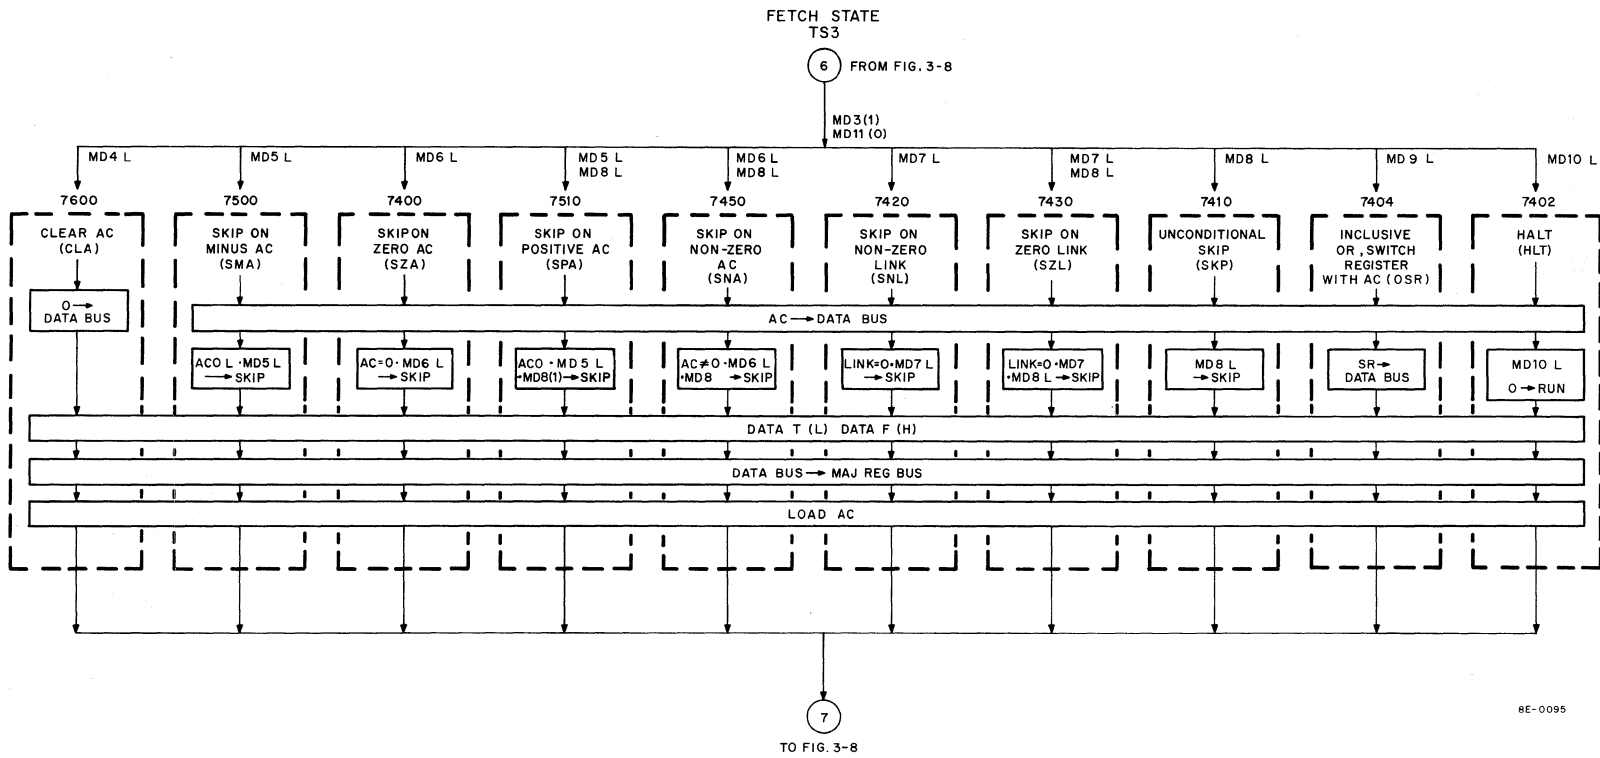 FETCH STATE
TS3
6 FROM FIG. 3-8
MD3(1)
MD11(0)
MD4 L
MD5 L
MD6 L
MD5 L
MD8 L
MD6 L
MD8 L
MD7 L
MD7 L
MD8 L
MD8 L
MD9 L
MD10 L
7600
7500
7400
7510
7450
7420
7430
7410
7404
7402
CLEAR AC
(CLA)
SKIP ON
MINUS AC
(SMA)
SKIP ON
ZERO AC
(SZA)
SKIP ON
POSITIVE AC
(SPA)
SKIP ON
NON-ZERO
AC
(SNA)
SKIP ON
NON-ZERO
LINK
(SNL)
SKIP ON
ZERO LINK
(SZL)
UNCONDITIONAL
SKIP
(SKP)
INCLUSIVE
OR, SWITCH
REGISTER
WITH AC (OSR)
HALT
(HLT)
0→
DATA BUS
AC→DATA BUS
AC0 L ·MD5 L
→SKIP
AC=0·MD6 L
→SKIP
AC0 ·MD5 L
·MD8(1)→SKIP
AC≠0·MD6 L
·MD8 →SKIP
LINK=0·MD7 L
→SKIP
LINK=0·MD7
·MD8 L→SKIP
MD8 L
→SKIP
SR→
DATA BUS
MD10 L
0→RUN
DATA T (L) DATA F (H)
DATA BUS→MAJ REG BUS
LOAD AC
7
TO FIG. 3-8
8E-0095